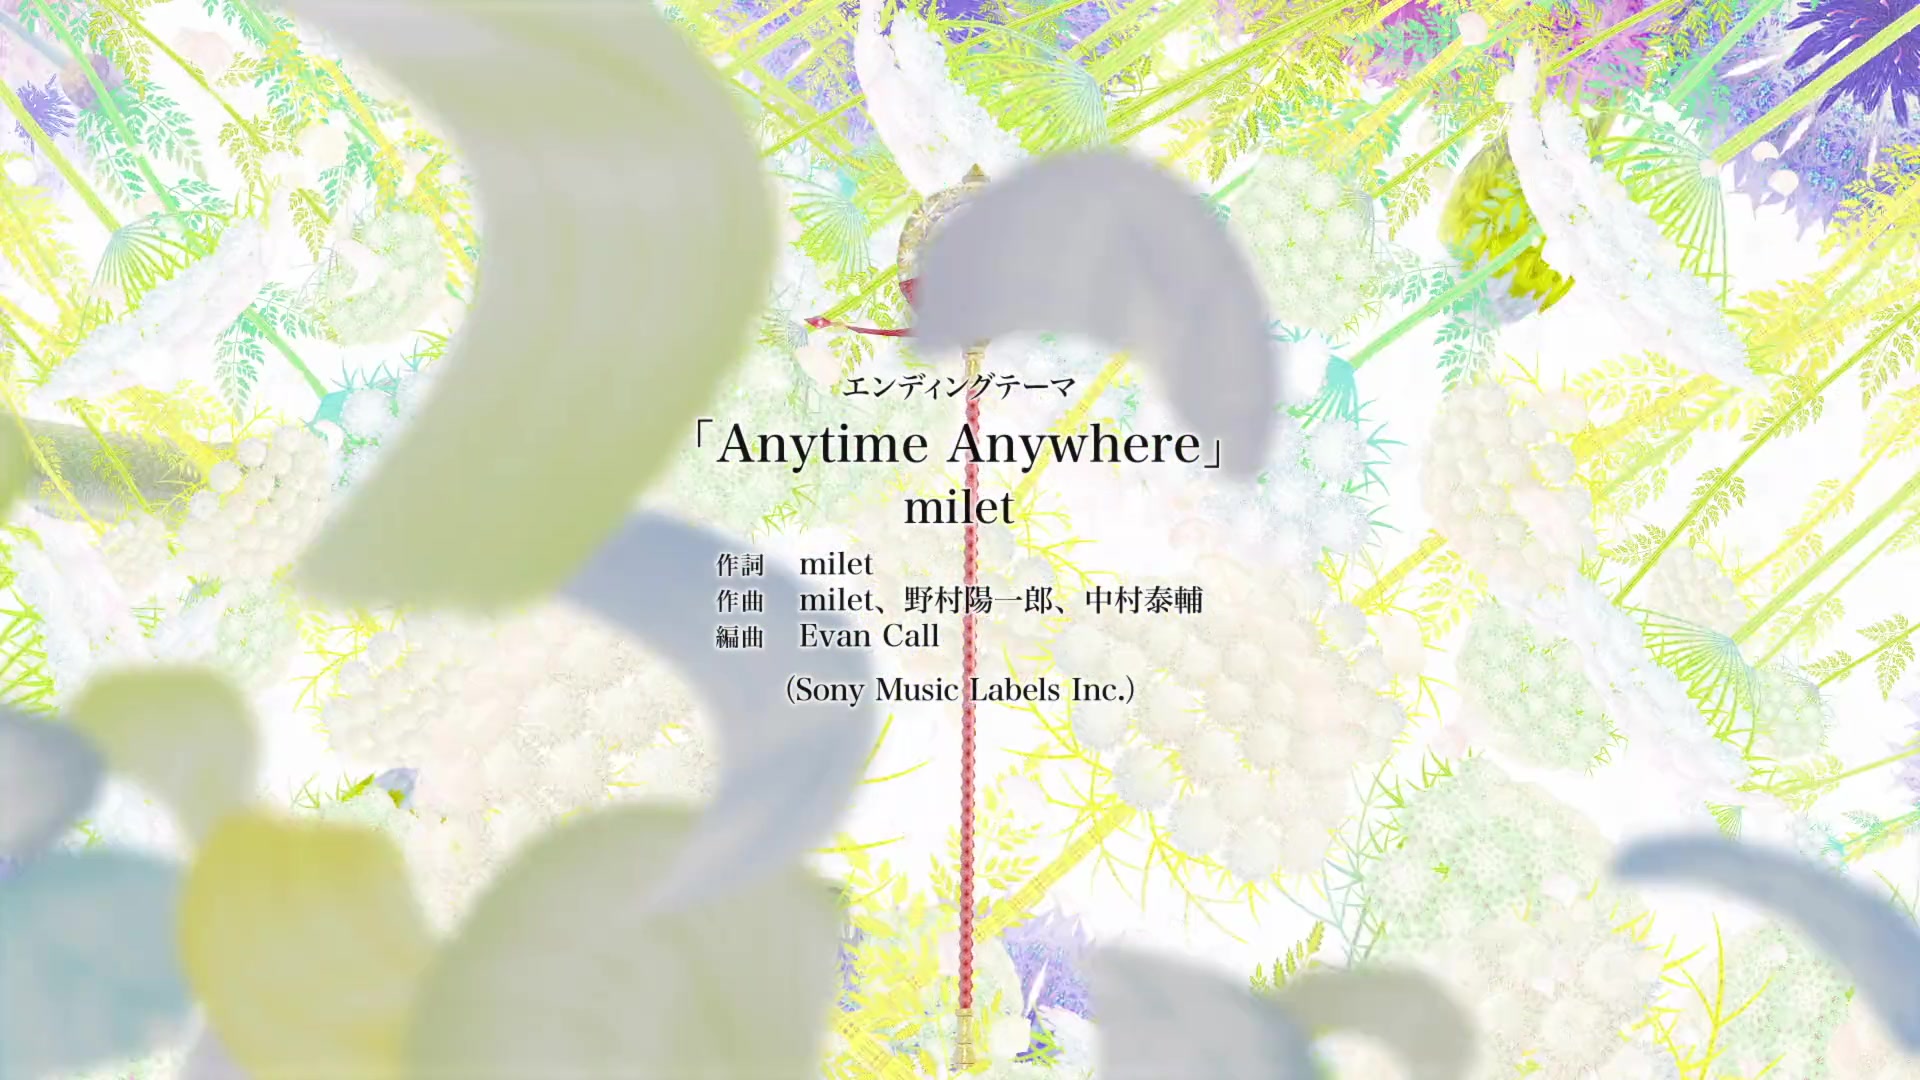 エンディングテーマ
「Anytime Anywhere」
milet
作詞 milet
作曲 milet、野村陽一郎、中村泰輔
編曲 Evan Call
(Sony Music Labels Inc.)